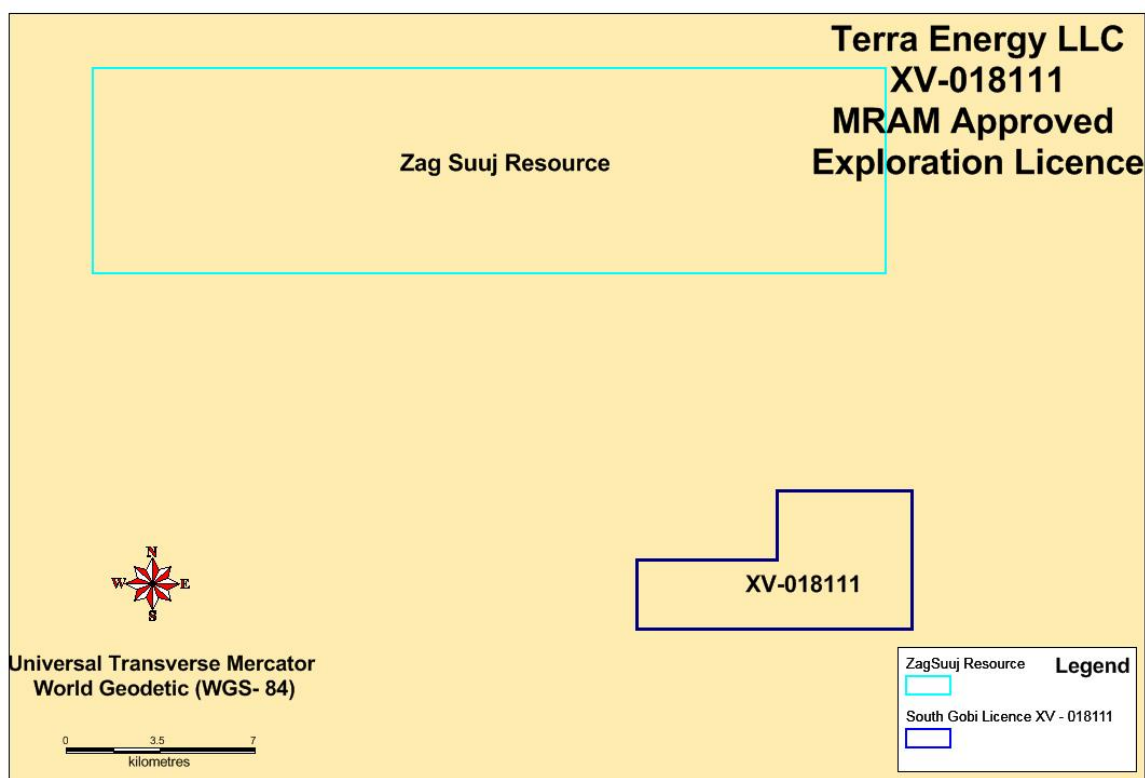 Terra Energy LLC
XV-018111
MRAM Approved
Exploration Licence
Zag Suuj Resource
XV-018111
N
W E
S
Universal Transverse Mercator
World Geodetic (WGS- 84)
0 3.5 7
kilometres
Legend
ZagSuuj Resource
South Gobi Licence XV - 018111